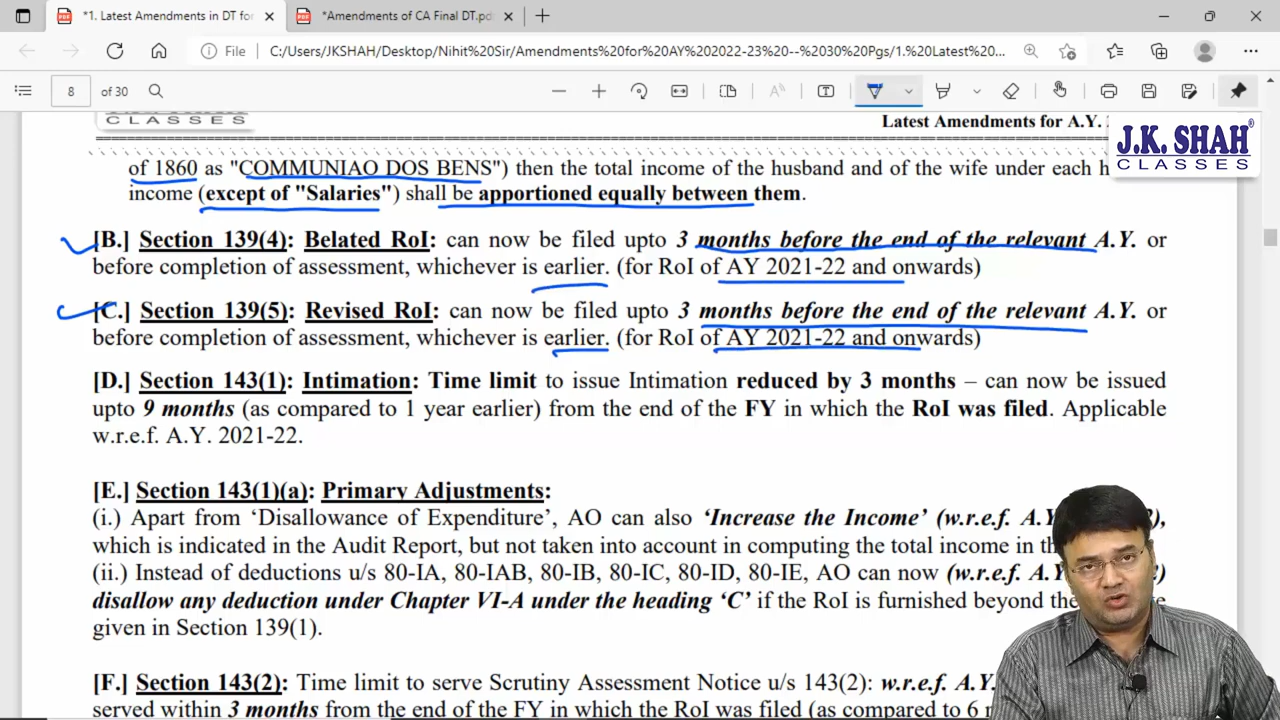 *1. Latest Amendments in DT for
*Amendments of CA Final DT.pd
File
C:/Users/JKSHAH/Desktop/Nihit%20Sir/Amendments%20for%20AY%202022-23%20--%2030%20Pgs/1.%20Latest%20...
8 of 30
CLASSES
Latest Amendments for A.Y.
J.K. SHAH®
CLASSES
of 1860 as "COMMUNIAO DOS BENS") then the total income of the husband and of the wife under each h
income (except of "Salaries") shall be apportioned equally between them.
[B.] Section 139(4): Belated RoI: can now be filed upto 3 months before the end of the relevant A.Y. or
before completion of assessment, whichever is earlier. (for RoI of AY 2021-22 and onwards)
[C.] Section 139(5): Revised RoI: can now be filed upto 3 months before the end of the relevant A.Y. or
before completion of assessment, whichever is earlier. (for RoI of AY 2021-22 and onwards)
[D.] Section 143(1): Intimation: Time limit to issue Intimation reduced by 3 months – can now be issued
upto 9 months (as compared to 1 year earlier) from the end of the FY in which the RoI was filed. Applicable
w.r.e.f. A.Y. 2021-22.
[E.] Section 143(1)(a): Primary Adjustments:
(i.) Apart from ‘Disallowance of Expenditure’, AO can also ‘Increase the Income’ (w.r.e.f. A.Y
which is indicated in the Audit Report, but not taken into account in computing the total income in th
(ii.) Instead of deductions u/s 80-IA, 80-IAB, 80-IB, 80-IC, 80-ID, 80-IE, AO can now (w.r.e.f. A.Y
disallow any deduction under Chapter VI-A under the heading ‘C’ if the RoI is furnished beyond the
given in Section 139(1).
[F.] Section 143(2): Time limit to serve Scrutiny Assessment Notice u/s 143(2): w.r.e.f. A.Y.
served within 3 months from the end of the FY in which the RoI was filed (as compared to 6